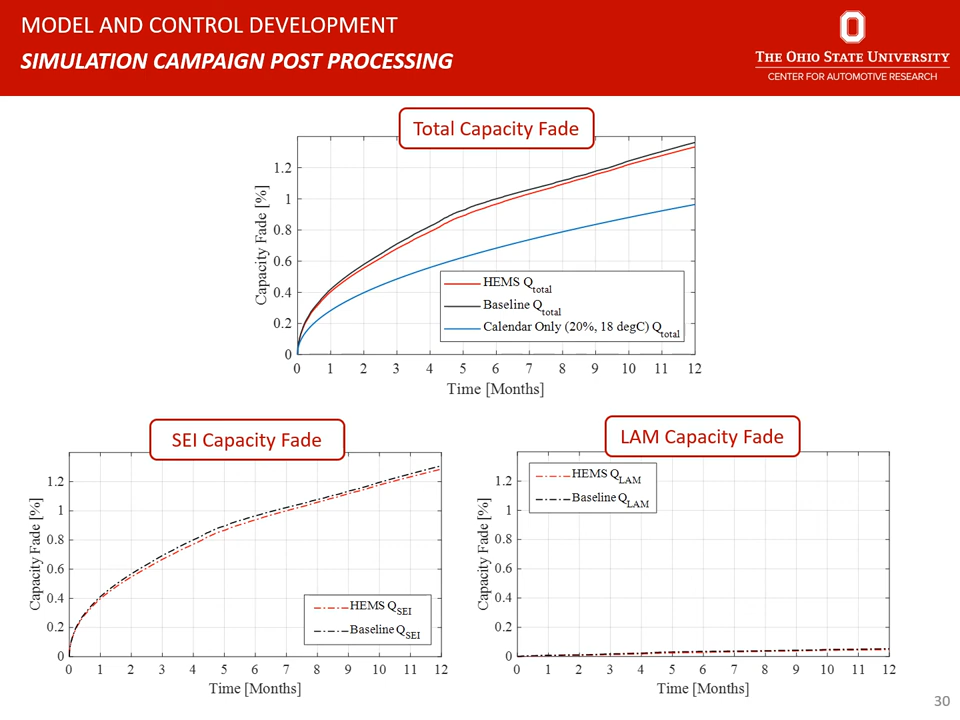 MODEL AND CONTROL DEVELOPMENT
SIMULATION CAMPAIGN POST PROCESSING
THE OHIO STATE UNIVERSITY
CENTER FOR AUTOMOTIVE RESEARCH
Total Capacity Fade
Capacity Fade [%]
1.2
1
0.8
0.6
0.4
0.2
0
HEMS Qtotal
Baseline Qtotal
Calendar Only (20%, 18 degC) Qtotal
0 1 2 3 4 5 6 7 8 9 10 11 12
Time [Months]
SEI Capacity Fade
Capacity Fade [%]
1.2
1
0.8
0.6
0.4
0.2
0
HEMS QSEI
Baseline QSEI
0 1 2 3 4 5 6 7 8 9 10 11 12
Time [Months]
LAM Capacity Fade
Capacity Fade [%]
1.2
1
0.8
0.6
0.4
0.2
0
HEMS QLAM
Baseline QLAM
0 1 2 3 4 5 6 7 8 9 10 11 12
Time [Months]
30